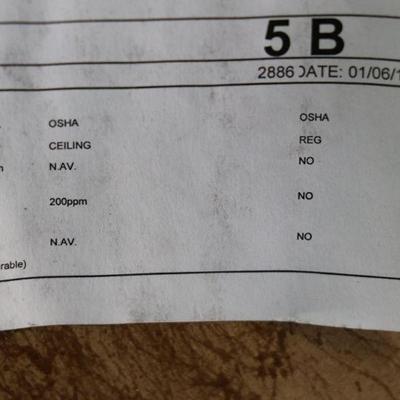 5 B
2886 DATE: 01/06/1
OSHA OSHA
CEILING REG
N.AV. NO
200ppm NO
N.AV. NO
rable)